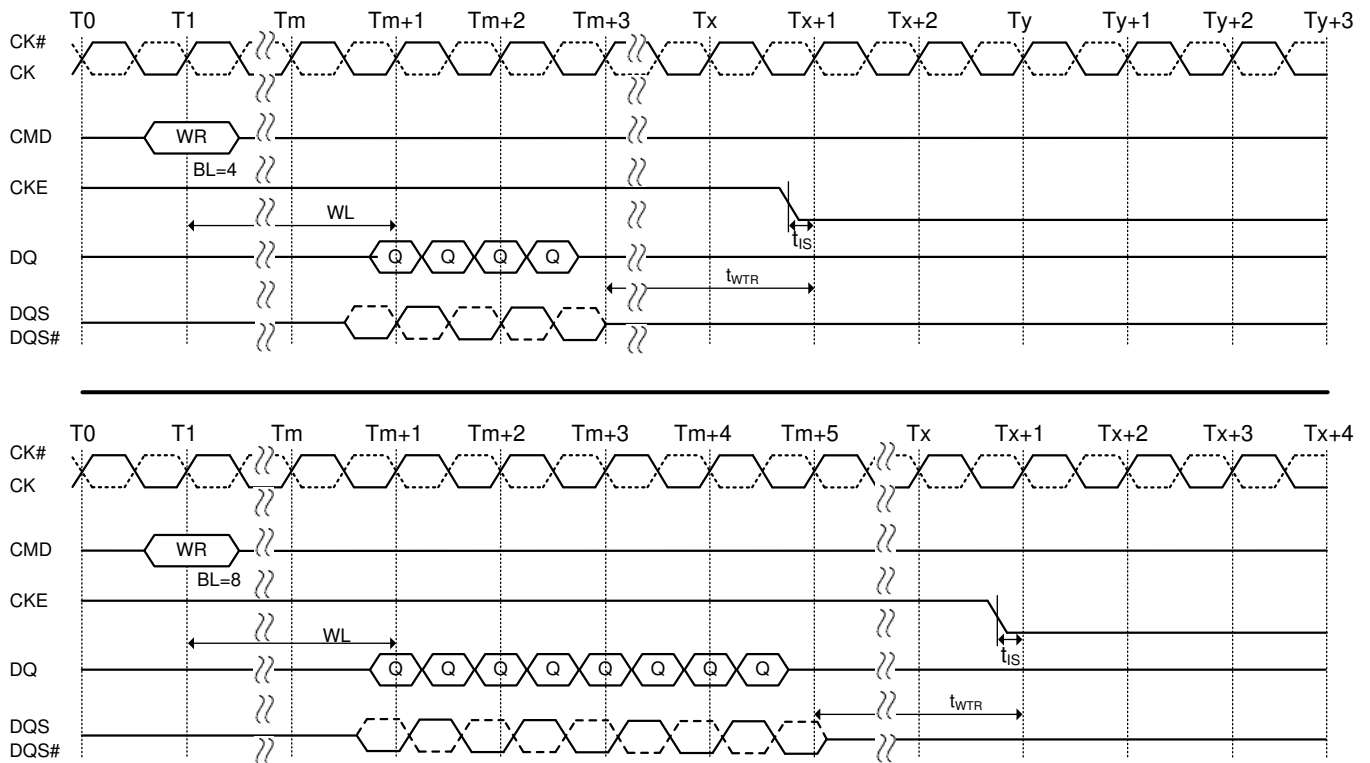 T0 T1 Tm Tm+1 Tm+2 Tm+3 Tx Tx+1 Tx+2 Ty Ty+1 Ty+2 Ty+3
CK#
CK
CMD WR
BL=4
CKE
WL
tIS
DQ Q Q Q Q
tWTR
DQS
DQS#
T0 T1 Tm Tm+1 Tm+2 Tm+3 Tm+4 Tm+5 Tx Tx+1 Tx+2 Tx+3 Tx+4
CK#
CK
CMD WR
BL=8
CKE
WL
tIS
DQ Q Q Q Q Q Q Q Q
tWTR
DQS
DQS#